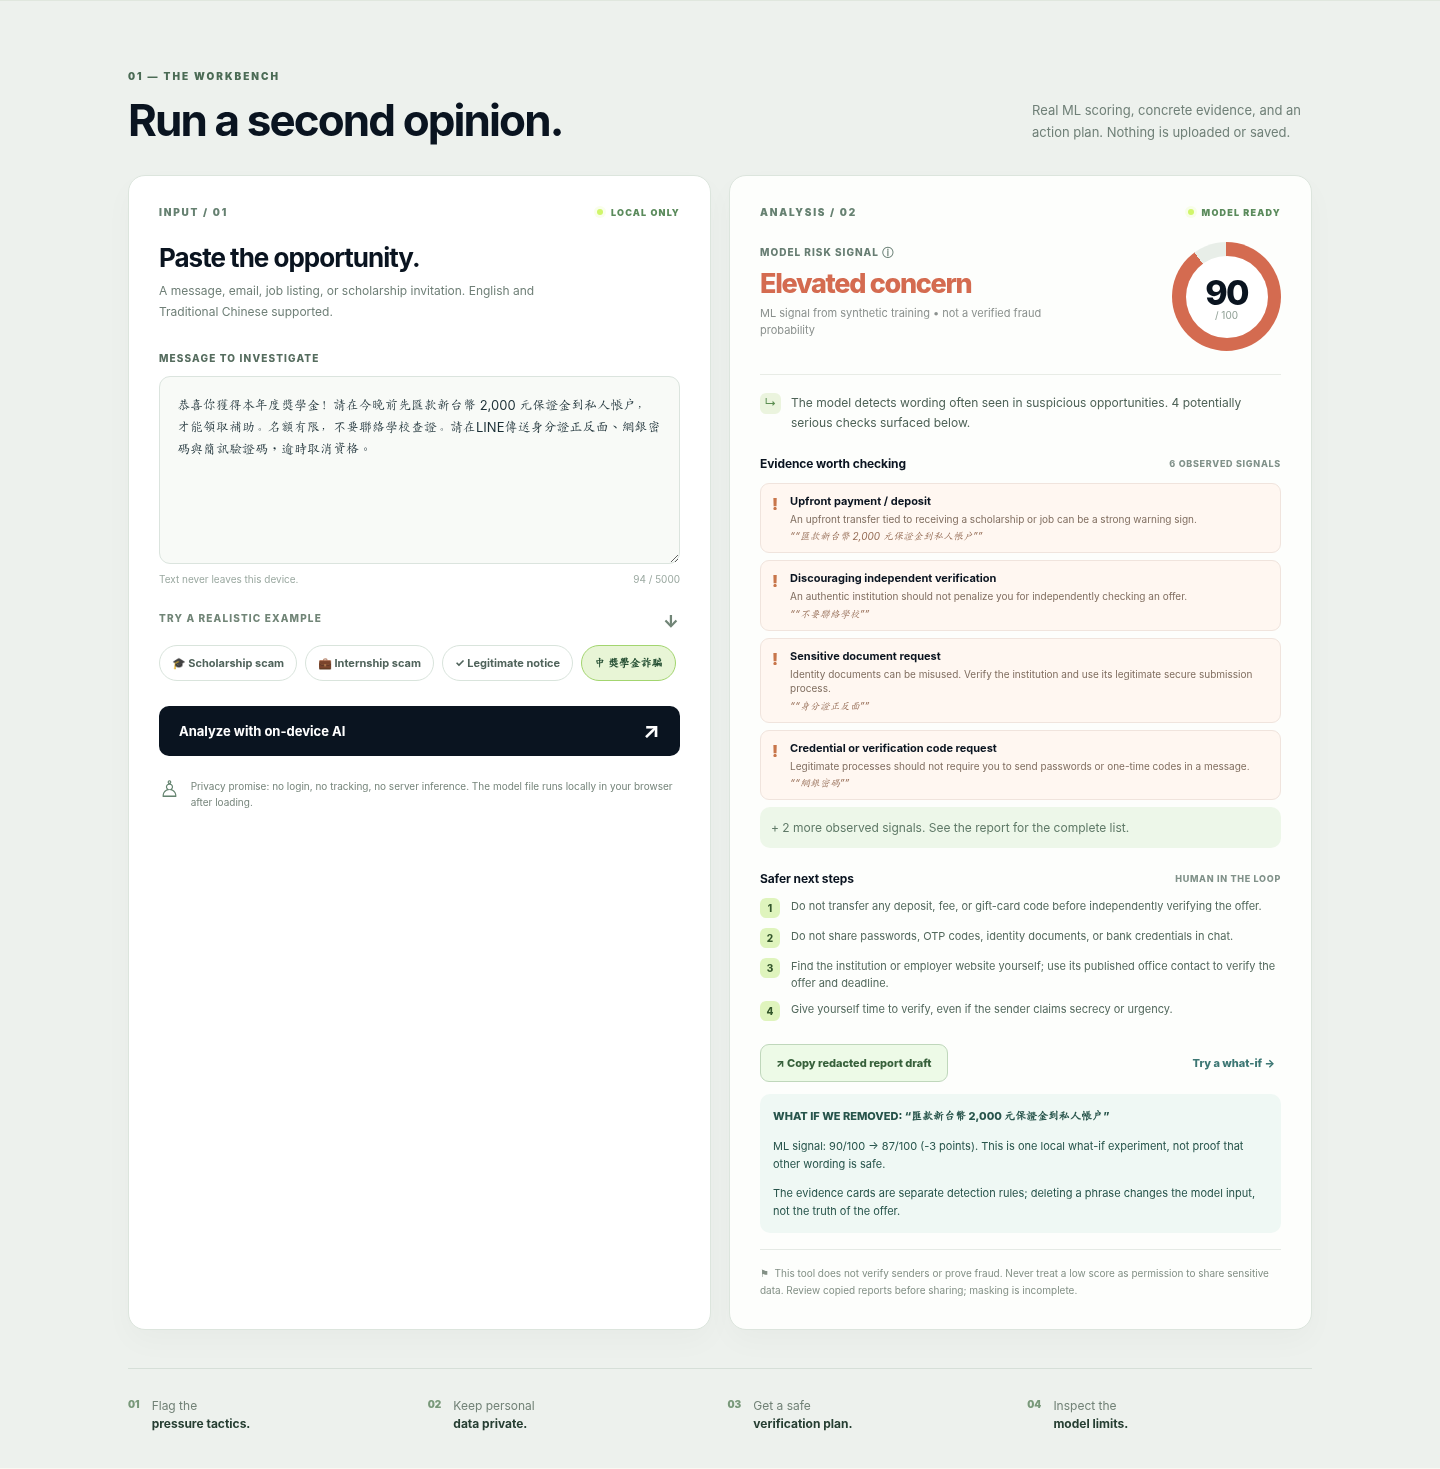 01 — THE WORKBENCH
Run a second opinion.
Real ML scoring, concrete evidence, and an
action plan. Nothing is uploaded or saved.
INPUT / 01
LOCAL ONLY
Paste the opportunity.
A message, email, job listing, or scholarship invitation. English and
Traditional Chinese supported.
MESSAGE TO INVESTIGATE
恭喜你獲得本年度獎學金！請在今晚前先匯款新台幣 2,000 元保證金到私人帳戶，
才能領取補助。名額有限，不要聯絡學校查證。請在LINE傳送身分證正反面、網銀密
碼與簡訊驗證碼，逾時取消資格。
Text never leaves this device.
94 / 5000
TRY A REALISTIC EXAMPLE
↓
🎓 Scholarship scam
💼 Internship scam
✓ Legitimate notice
中 獎學金詐騙
Analyze with on-device AI ↗
Privacy promise: no login, no tracking, no server inference. The model file runs locally in your browser
after loading.
ANALYSIS / 02
MODEL READY
MODEL RISK SIGNAL ⓘ
Elevated concern
ML signal from synthetic training • not a verified fraud
probability
90
/ 100
↳ The model detects wording often seen in suspicious opportunities. 4 potentially
serious checks surfaced below.
Evidence worth checking
6 OBSERVED SIGNALS
! Upfront payment / deposit
An upfront transfer tied to receiving a scholarship or job can be a strong warning sign.
““匯款新台幣 2,000 元保證金到私人帳戶””
! Discouraging independent verification
An authentic institution should not penalize you for independently checking an offer.
““不要聯絡學校””
! Sensitive document request
Identity documents can be misused. Verify the institution and use its legitimate secure submission
process.
““身分證正反面””
! Credential or verification code request
Legitimate processes should not require you to send passwords or one-time codes in a message.
““網銀密碼””
+ 2 more observed signals. See the report for the complete list.
Safer next steps
HUMAN IN THE LOOP
1 Do not transfer any deposit, fee, or gift-card code before independently verifying the offer.
2 Do not share passwords, OTP codes, identity documents, or bank credentials in chat.
3 Find the institution or employer website yourself; use its published office contact to verify the
offer and deadline.
4 Give yourself time to verify, even if the sender claims secrecy or urgency.
↗ Copy redacted report draft
Try a what-if →
WHAT IF WE REMOVED: “匯款新台幣 2,000 元保證金到私人帳戶”
ML signal: 90/100 → 87/100 (-3 points). This is one local what-if experiment, not proof that
other wording is safe.
The evidence cards are separate detection rules; deleting a phrase changes the model input,
not the truth of the offer.
⚑ This tool does not verify senders or prove fraud. Never treat a low score as permission to share sensitive
data. Review copied reports before sharing; masking is incomplete.
01 Flag the
pressure tactics.
02 Keep personal
data private.
03 Get a safe
verification plan.
04 Inspect the
model limits.